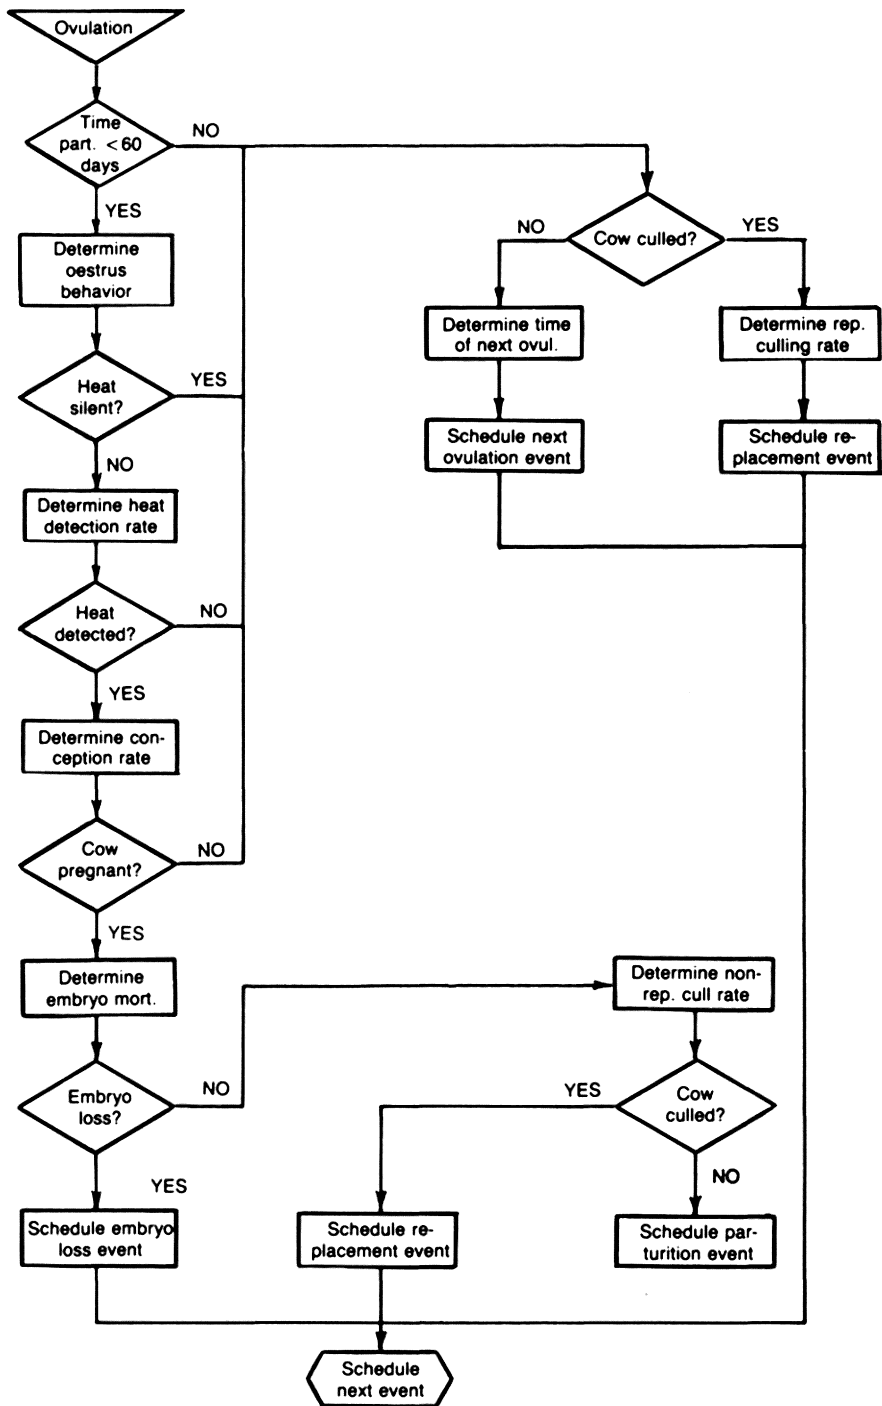 Ovulation
Time
part. < 60
days
NO
YES
Determine
oestrus
behavior
Heat
silent?
YES
NO
Determine heat
detection rate
Heat
detected?
NO
YES
Determine con-
ception rate
Cow
pregnant?
NO
YES
Determine
embryo mort.
Embryo
loss?
NO
YES
Schedule embryo
loss event
Cow culled?
NO
YES
Determine time
of next ovul.
Schedule next
ovulation event
Determine rep.
culling rate
Schedule re-
placement event
Determine non-
rep. cull rate
Cow
culled?
YES
NO
Schedule re-
placement event
Schedule par-
turition event
Schedule
next event